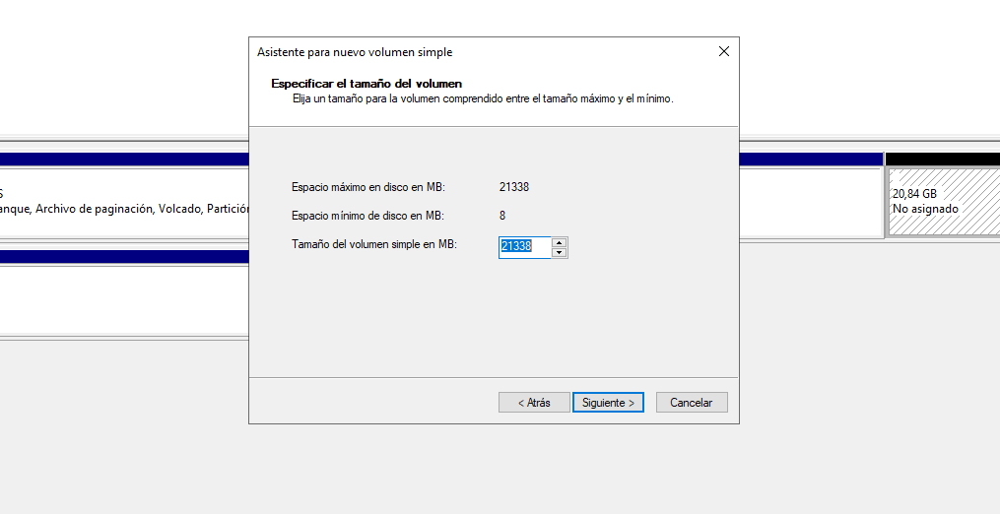 Asistente para nuevo volumen simple
Especificar el tamaño del volumen
Elija un tamaño para la volumen comprendido entre el tamaño máximo y el mínimo.
Espacio máximo en disco en MB: 21338
Espacio mínimo de disco en MB: 8
Tamaño del volumen simple en MB: 21338
< Atrás
Siguiente >
Cancelar
Archivo de paginación, Volcado,
20,84 GB
No asignado